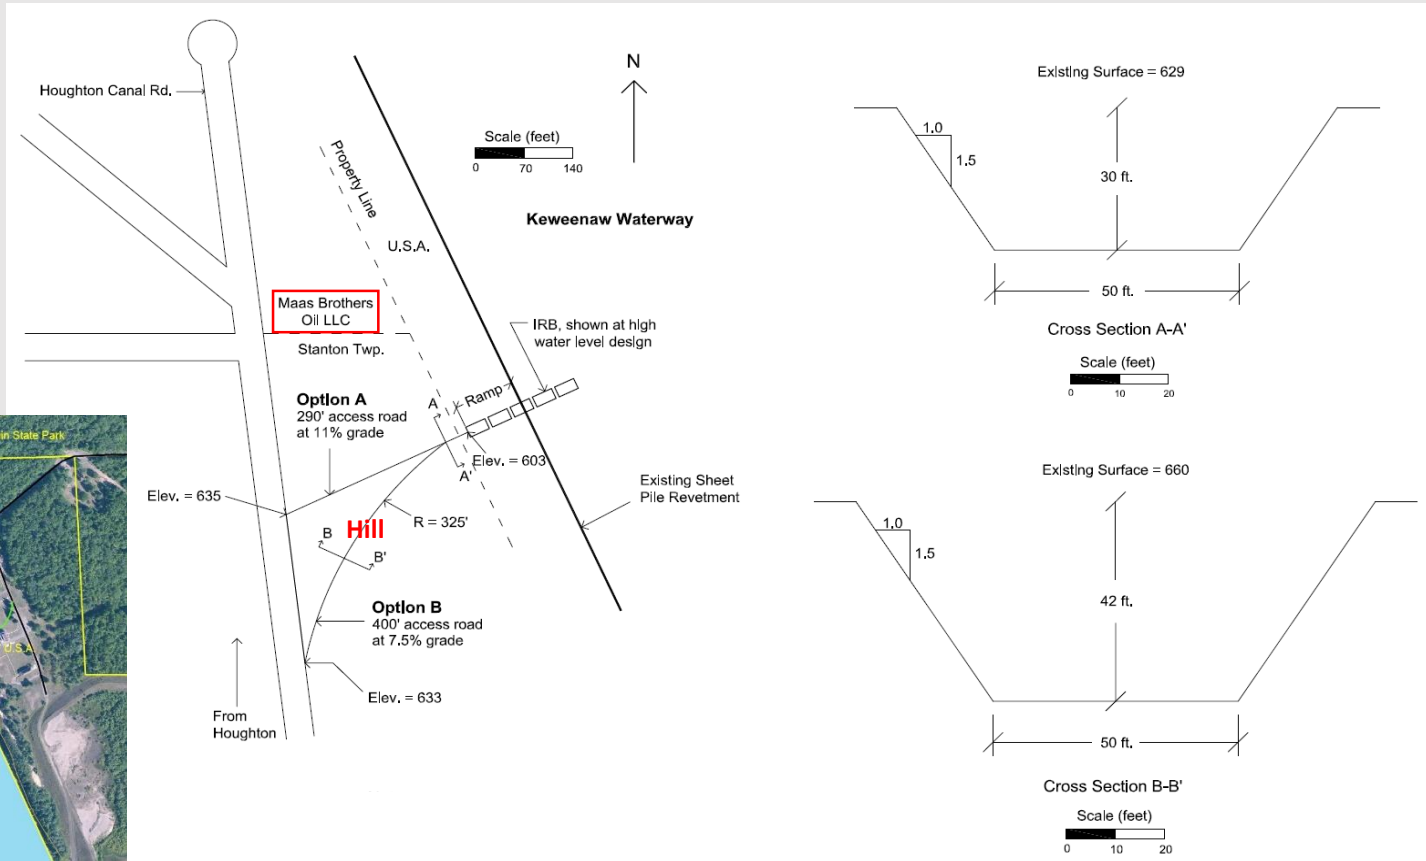 Houghton Canal Rd.
Property Line
U.S.A.
Scale (feet)
0 70 140
N
Keweenaw Waterway
Maas Brothers
Oil LLC
Stanton Twp.
IRB, shown at high
water level design
Option A
290' access road
at 11% grade
A
Ramp
Elev. = 603
A'
Elev. = 635
Existing Sheet
Pile Revetment
R = 325'
Hill
B
B'
Option B
400' access road
at 7.5% grade
Elev. = 633
From
Houghton
in State Park
U.S.A.
Existing Surface = 629
1.0
1.5
30 ft.
50 ft.
Cross Section A-A'
Scale (feet)
0 10 20
Existing Surface = 660
1.0
1.5
42 ft.
50 ft.
Cross Section B-B'
Scale (feet)
0 10 20